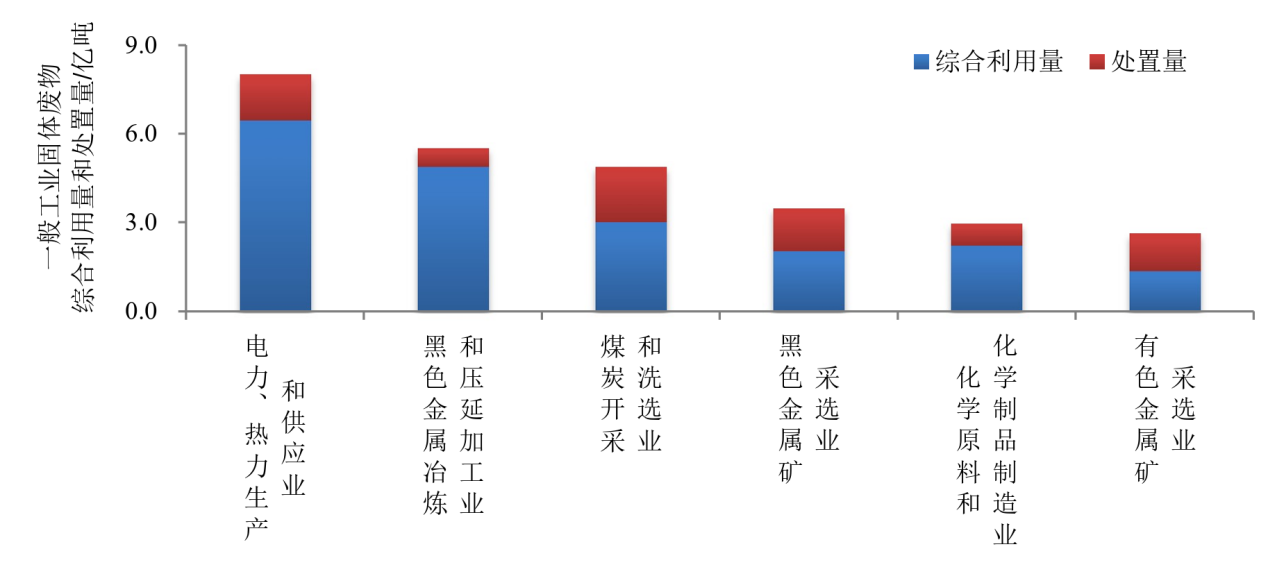 一般工业固体废物
综合利用量和处置量/亿吨
9.0
6.0
3.0
0.0
综合利用量
处置量
电力、热力生产
和供应业
黑色金属冶炼
和压延加工业
煤炭开采
和洗选业
黑色金属矿
采选业
化学原料和
化学制品制造业
有色金属矿
采选业